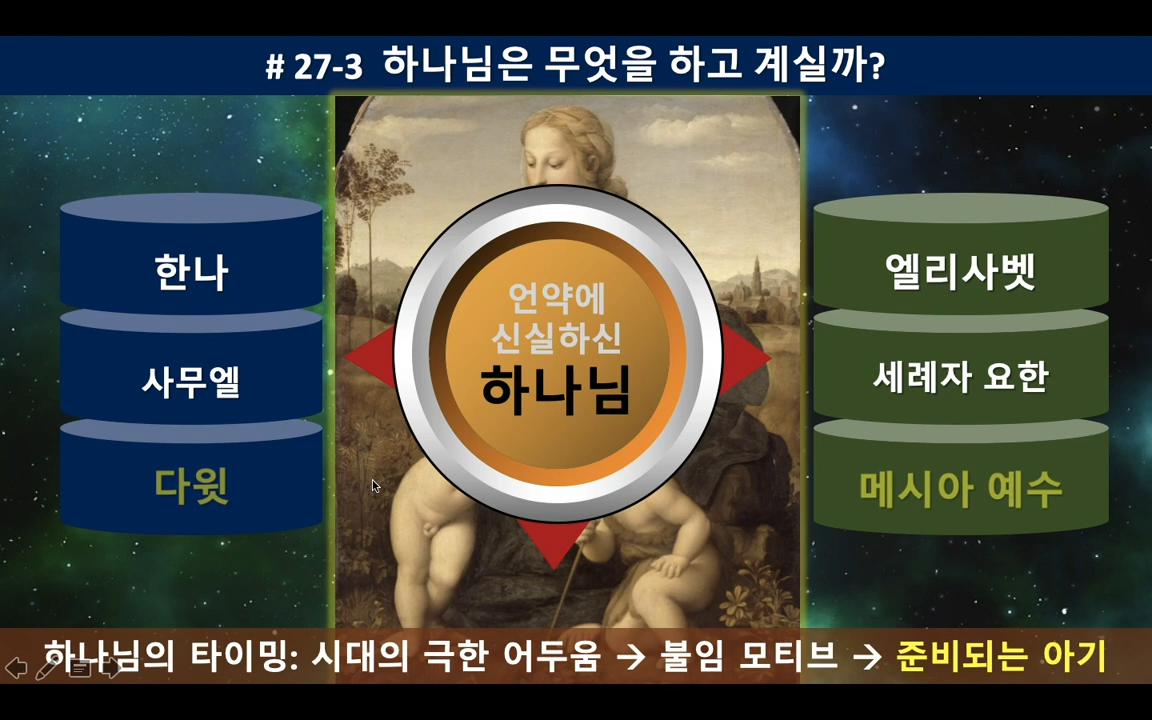 # 27-3 하나님은 무엇을 하고 계실까?
한나
사무엘
다윗
언약에
신실하신
하나님
엘리사벳
세례자 요한
메시아 예수
하나님의 타이밍: 시대의 극한 어두움 → 불임 모티브 → 준비되는 아기